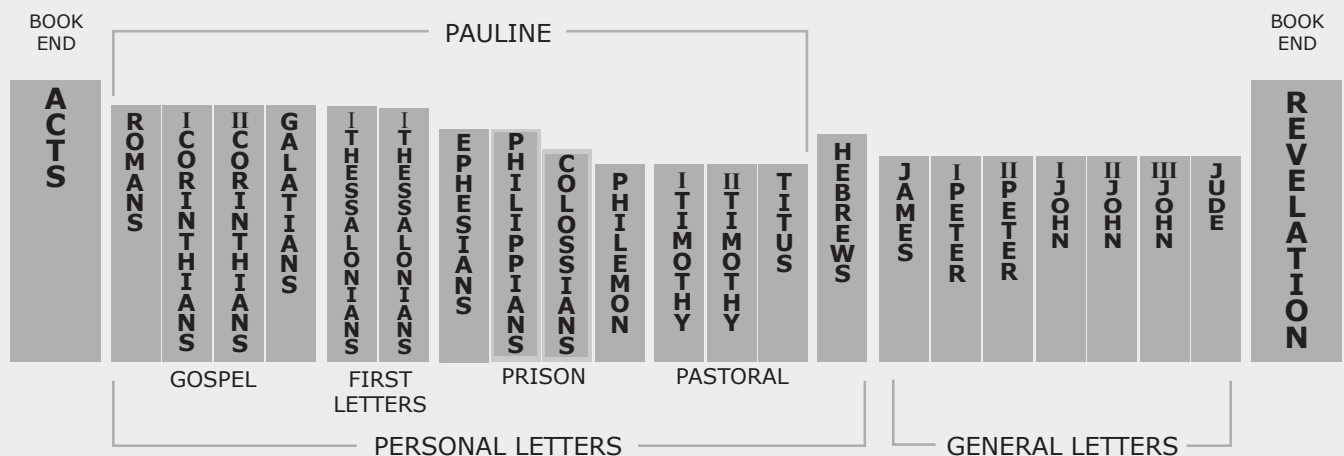 BOOK
END
PAULINE
BOOK
END
ACTS
ROMANS
I CORINTHIANS
II CORINTHIANS
GALATIANS
I THESSALONIANS
I THESSALONIANS
EPHESIANS
PHILIPPIANS
COLOSSIANS
PHILEMON
I TIMOTHY
II TIMOTHY
TITUS
HEBREWS
JAMES
I PETER
II PETER
I JOHN
II JOHN
III JOHN
JUDE
REVELATION
GOSPEL
FIRST
LETTERS
PRISON
PASTORAL
PERSONAL LETTERS
GENERAL LETTERS